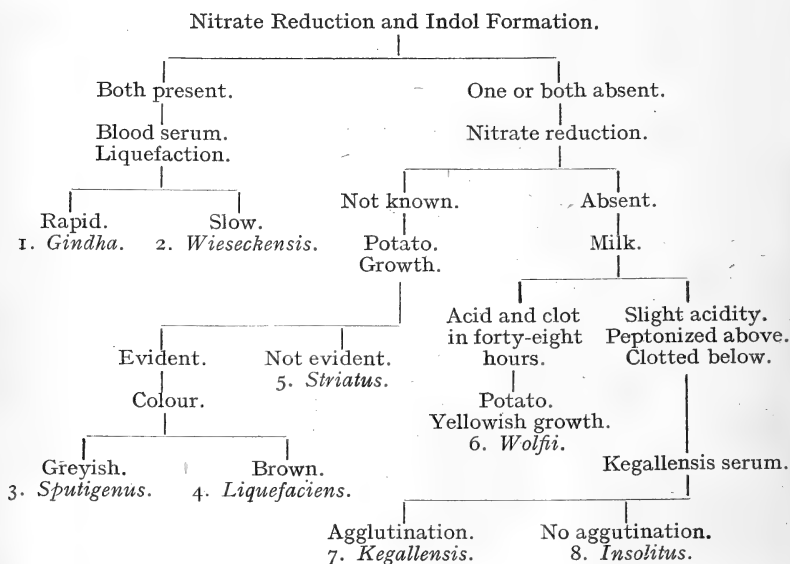 Nitrate Reduction and Indol Formation.
Both present.
One or both absent.
Blood serum.
Liquefaction.
Nitrate reduction.
Rapid.
1. Gindha.
Slow.
2. Wieseckensis.
Not known.
Absent.
Potato.
Growth.
Milk.
Evident.
Not evident.
5. Striatus.
Acid and clot
in forty-eight
hours.
Slight acidity.
Peptonized above.
Clotted below.
Colour.
Potato.
Yellowish growth.
6. Wolfii.
Greyish.
3. Sputigenus.
Brown.
4. Liquefaciens.
Kegallensis serum.
Agglutination.
7. Kegallensis.
No aggutination.
8. Insolitus.